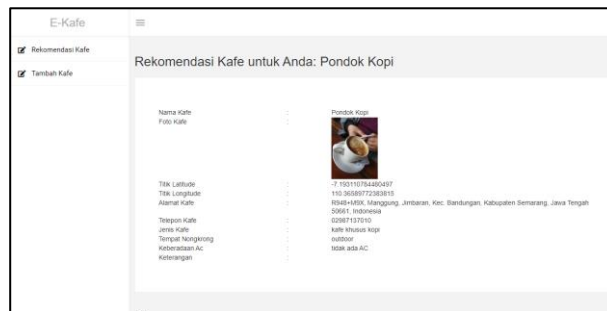 E-Kafe
Rekomendasi Kafe
Tambah Kafe
Rekomendasi Kafe untuk Anda: Pondok Kopi
Nama Kafe : Pondok Kopi
Foto Kafe :
Titik Latitude : -7.193110784460497
Titik Longitude : 110.36589772383815
Alamat Kafe : R948+M9X, Manggung, Jimbaran, Kec. Bandungan, Kabupaten Semarang, Jawa Tengah
50661, Indonesia
Telepon Kafe : 02987137010
Jenis Kafe : kafe khusus kopi
Tempat Nongkrong : outdoor
Keberadaan Ac : tidak ada AC
Keterangan :